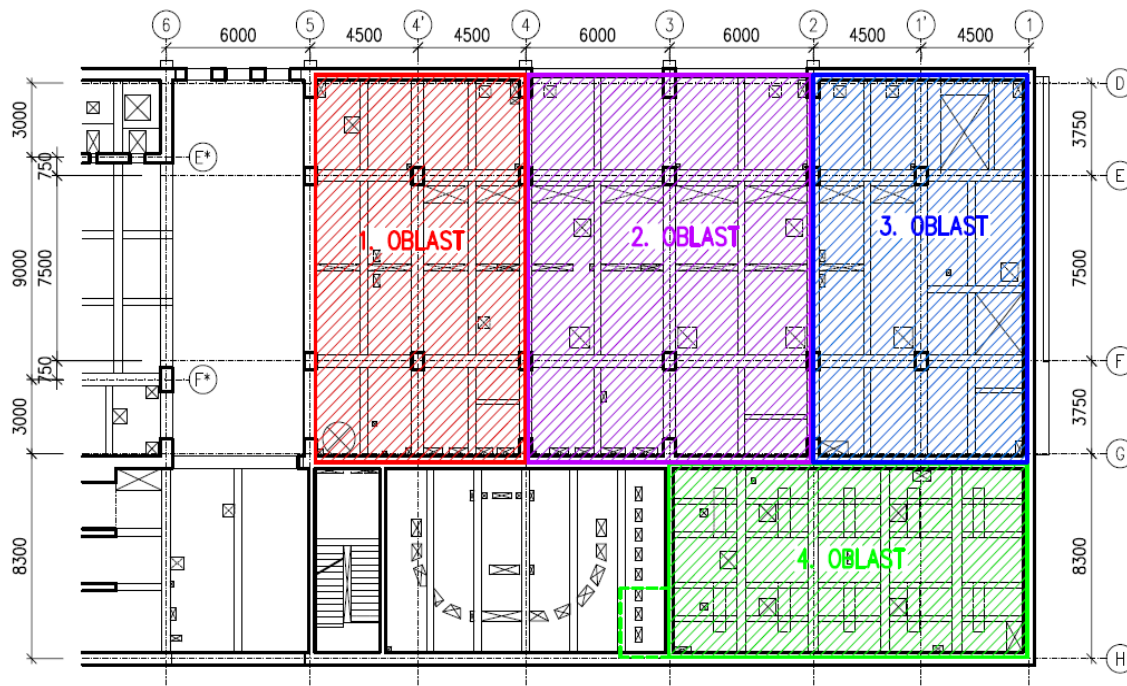 6 5 4' 4 3 2 1' 1
6000 4500 4500 6000 6000 4500 4500
D
3000 3750
E*
750 E
1. OBLAST 2. OBLAST 3. OBLAST
9000 7500 7500
750 F
F*
3000 3750
G
8300 4. OBLAST 8300
H